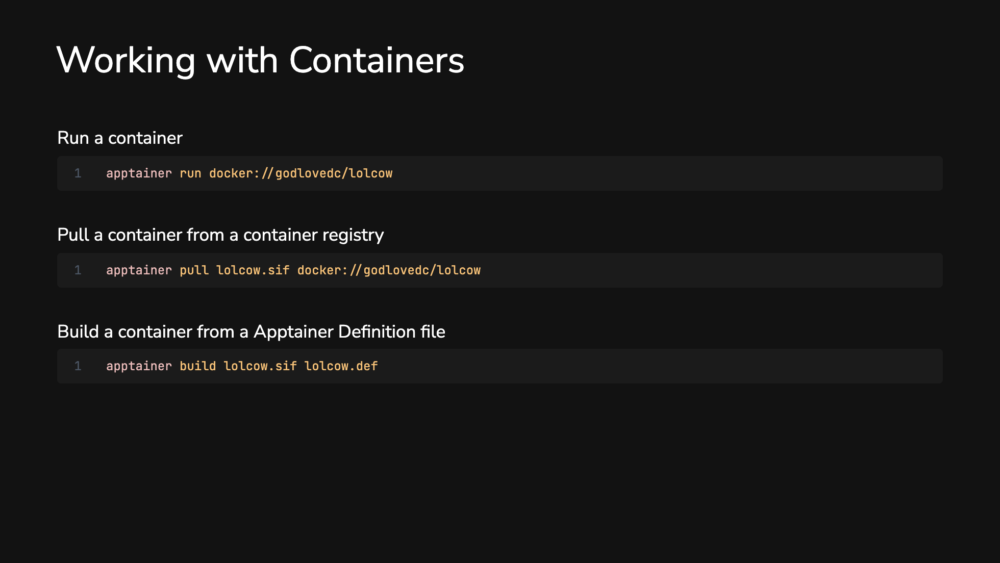 Working with Containers
Run a container
1 apptainer run docker://godlovedc/lolcow
Pull a container from a container registry
1 apptainer pull lolcow.sif docker://godlovedc/lolcow
Build a container from a Apptainer Definition file
1 apptainer build lolcow.sif lolcow.def